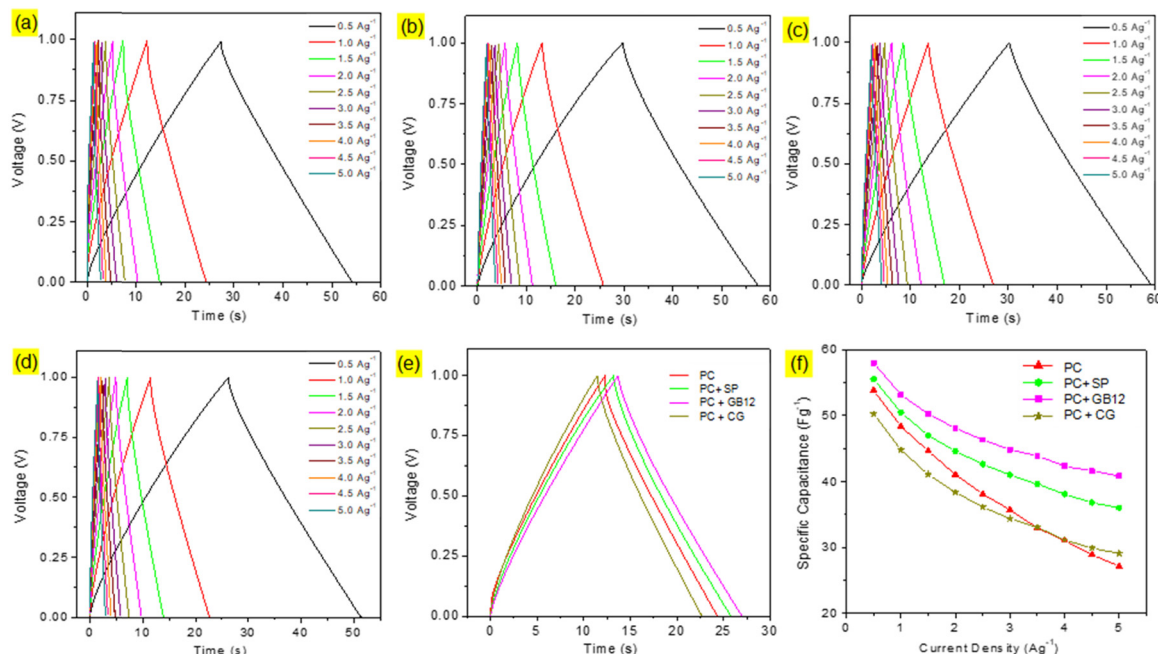 (a)
1.00
0.75
0.50
0.25
0.00
Voltage (V)
0 10 20 30 40 50 60
Time (s)
0.5 Ag⁻¹
1.0 Ag⁻¹
1.5 Ag⁻¹
2.0 Ag⁻¹
2.5 Ag⁻¹
3.0 Ag⁻¹
3.5 Ag⁻¹
4.0 Ag⁻¹
4.5 Ag⁻¹
5.0 Ag⁻¹
(b)
1.00
0.75
0.50
0.25
0.00
Voltage (V)
0 10 20 30 40 50 60
Time (s)
0.5 Ag⁻¹
1.0 Ag⁻¹
1.5 Ag⁻¹
2.0 Ag⁻¹
2.5 Ag⁻¹
3.0 Ag⁻¹
3.5 Ag⁻¹
4.0 Ag⁻¹
4.5 Ag⁻¹
5.0 Ag⁻¹
(c)
1.00
0.75
0.50
0.25
0.00
Voltage (V)
0 10 20 30 40 50 60
Time (s)
0.5 Ag⁻¹
1.0 Ag⁻¹
1.5 Ag⁻¹
2.0 Ag⁻¹
2.5 Ag⁻¹
3.0 Ag⁻¹
3.5 Ag⁻¹
4.0 Ag⁻¹
4.5 Ag⁻¹
5.0 Ag⁻¹
(d)
1.00
0.75
0.50
0.25
0.00
Voltage (V)
0 10 20 30 40 50
Time (s)
0.5 Ag⁻¹
1.0 Ag⁻¹
1.5 Ag⁻¹
2.0 Ag⁻¹
2.5 Ag⁻¹
3.0 Ag⁻¹
3.5 Ag⁻¹
4.0 Ag⁻¹
4.5 Ag⁻¹
5.0 Ag⁻¹
(e)
1.00
0.75
0.50
0.25
0.00
Voltage (V)
0 5 10 15 20 25 30
Time (s)
PC
PC+ SP
PC + GB12
PC + CG
(f)
60
50
40
30
20
Specific Capacitance (Fg⁻¹)
0 1 2 3 4 5
Current Density (Ag⁻¹)
PC
PC+ SP
PC+ GB12
PC + CG